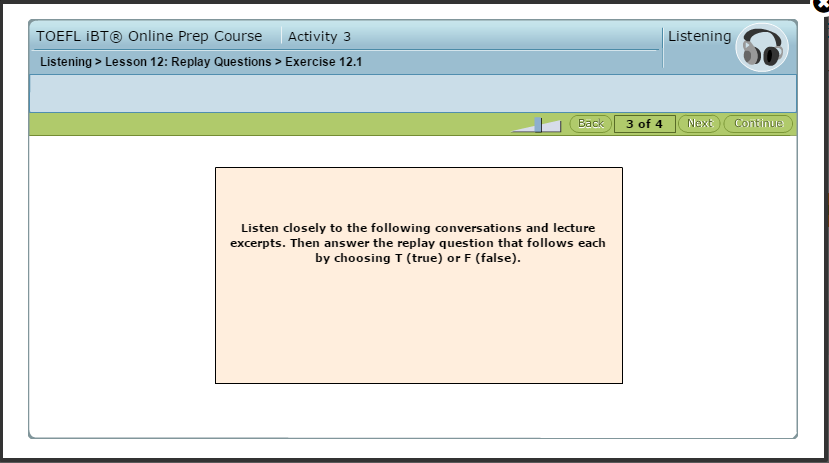 TOEFL iBT® Online Prep Course Activity 3 Listening
Listening > Lesson 12: Replay Questions > Exercise 12.1
Back 3 of 4 Next Continue
Listen closely to the following conversations and lecture
excerpts. Then answer the replay question that follows each
by choosing T (true) or F (false).